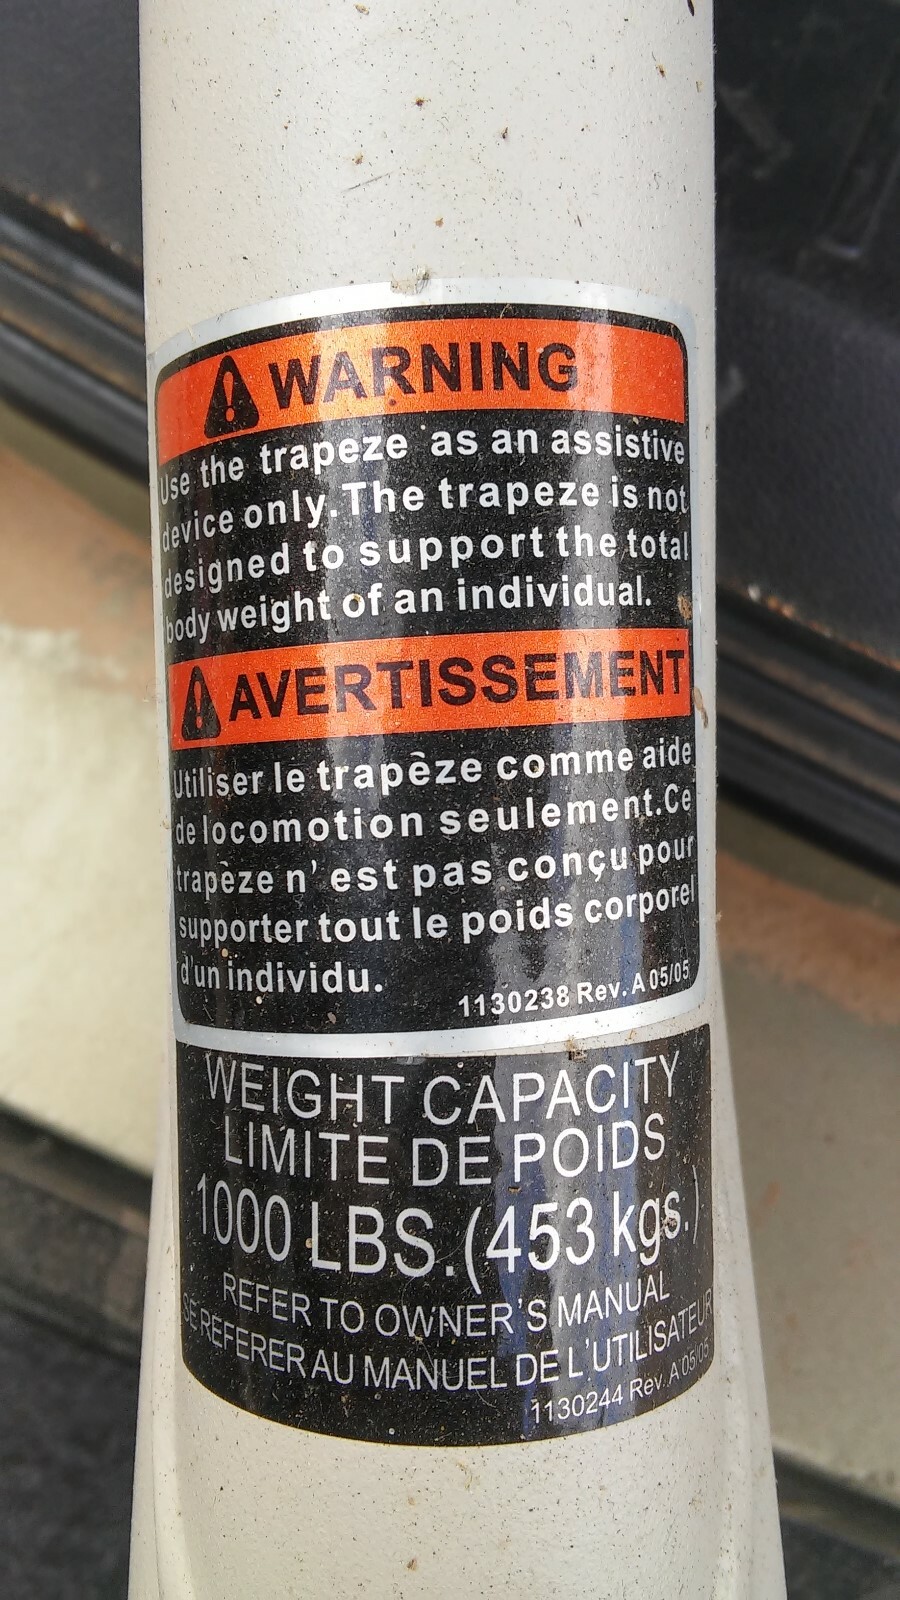 WARNING
Use the trapeze as an assistive
device only. The trapeze is not
designed to support the total
body weight of an individual.
AVERTISSEMENT
Utiliser le trapèze comme aide
de locomotion seulement. Ce
trapèze n' est pas conçu pour
supporter tout le poids corporel
d'un individu.
1130238 Rev. A 05/05
WEIGHT CAPACITY
LIMITE DE POIDS
1000 LBS. (453 kgs.)
REFER TO OWNER'S MANUAL
SE REFERER AU MANUEL DE L'UTILISATEUR
1130244 Rev. A 05/05